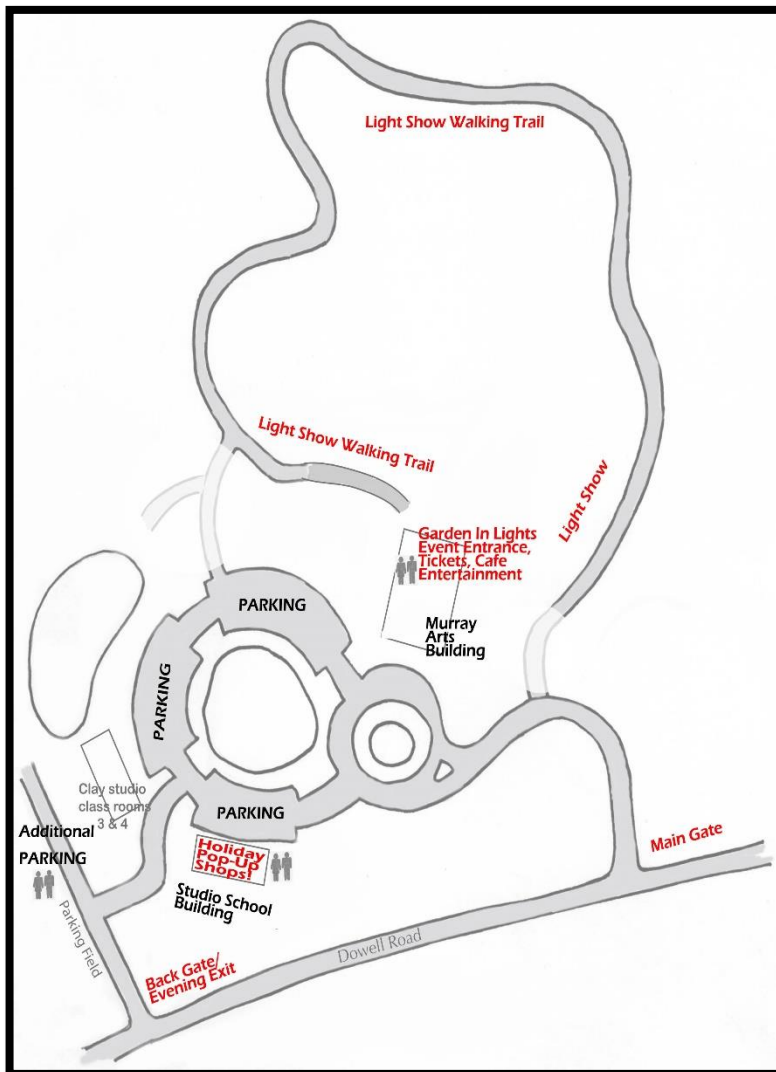 Light Show Walking Trail
Light Show Walking Trail
Light Show
Garden In Lights
Event Entrance,
Tickets, Cafe
Entertainment
Murray
Arts
Building
PARKING
PARKING
PARKING
Clay studio
class rooms
3 & 4
Additional
PARKING
Parking Field
Holiday
Pop-Up
Shops!
Studio School
Building
Main Gate
Dowell Road
Back Gate/
Evening Exit